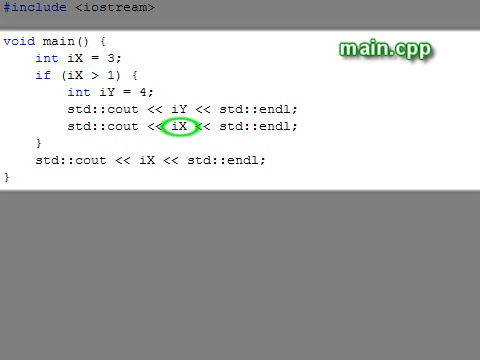 #include <iostream>
void main() {
main.cpp
    int iX = 3;
    if (iX > 1) {
        int iY = 4;
        std::cout << iY << std::endl;
        std::cout << iX << std::endl;
    }
    std::cout << iX << std::endl;
}